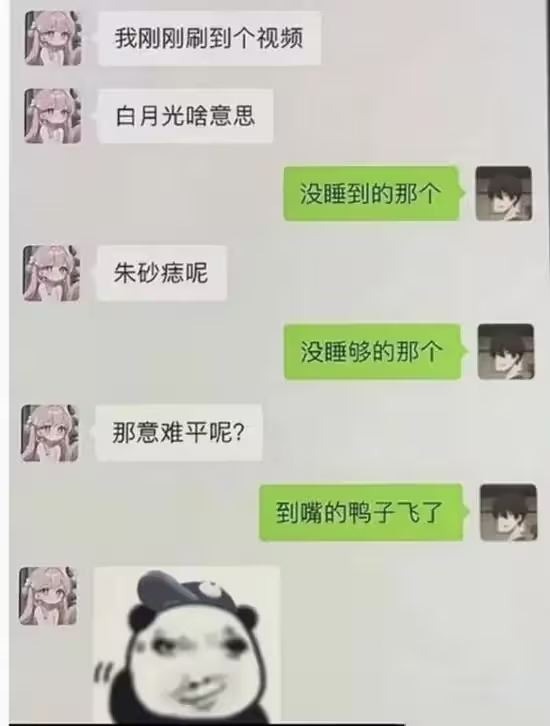 我刚刚刷到个视频
白月光啥意思
没睡到的那个
朱砂痣呢
没睡够的那个
那意难平呢?
到嘴的鸭子飞了